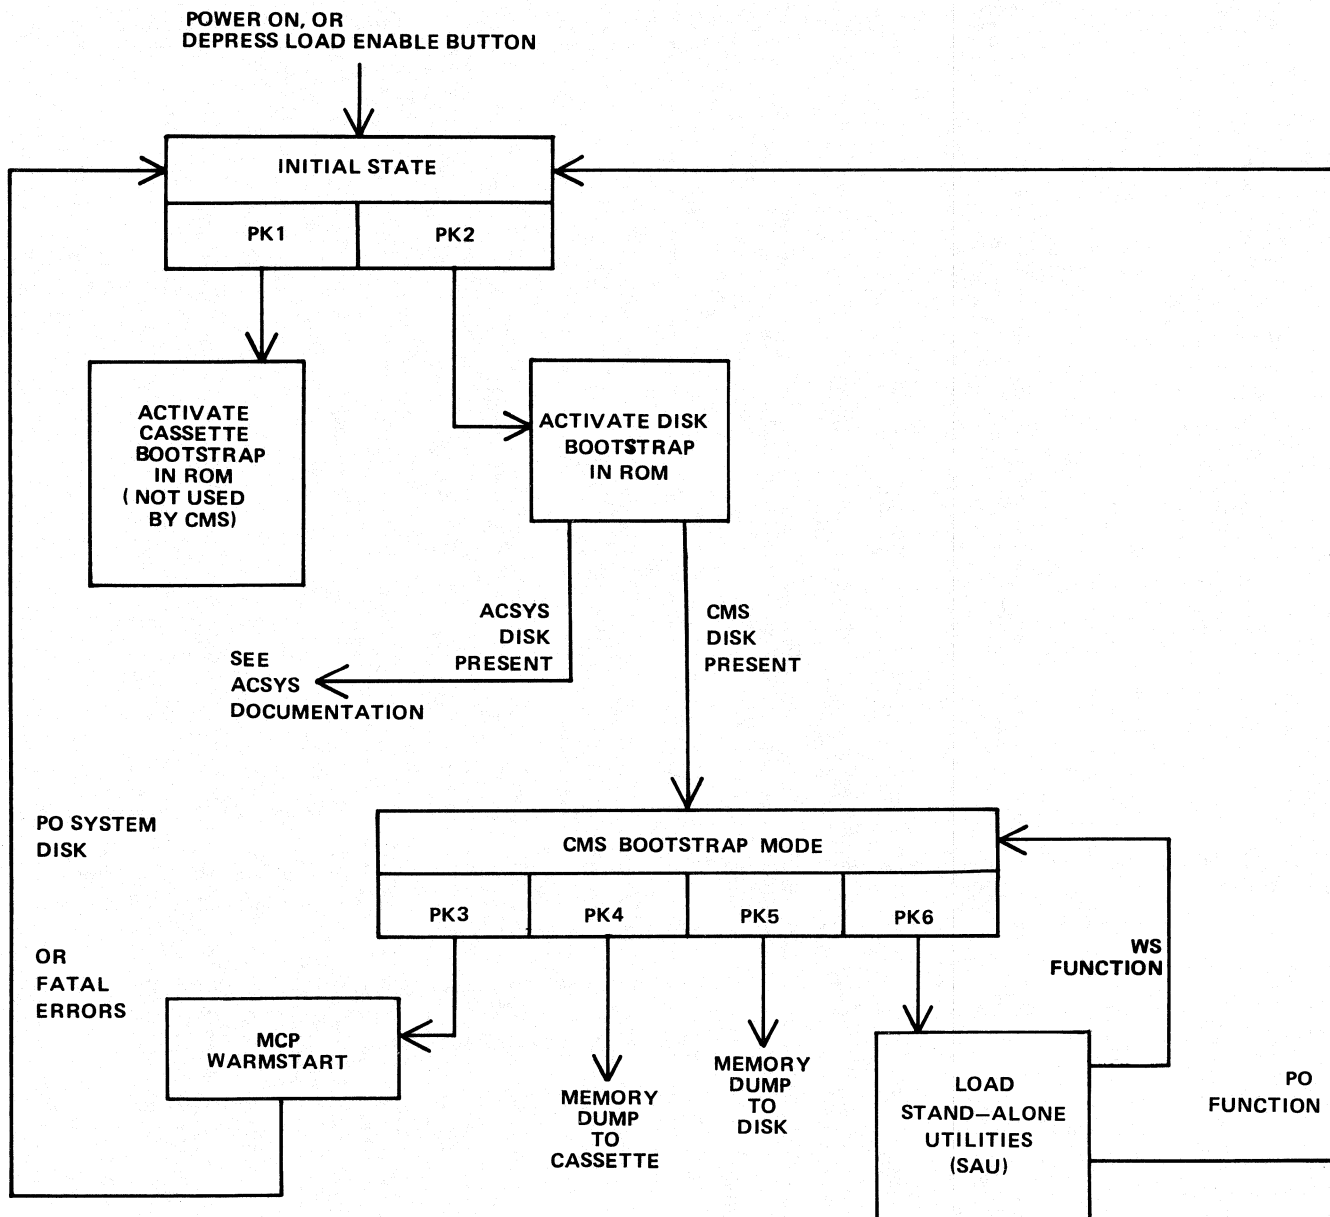 POWER ON, OR
DEPRESS LOAD ENABLE BUTTON
INITIAL STATE
PK1
PK2
ACTIVATE
CASSETTE
BOOTSTRAP
IN ROM
(NOT USED
BY CMS)
ACTIVATE DISK
BOOTSTRAP
IN ROM
ACSYS
DISK
PRESENT
CMS
DISK
PRESENT
SEE
ACSYS
DOCUMENTATION
PO SYSTEM
DISK
OR
FATAL
ERRORS
CMS BOOTSTRAP MODE
PK3
PK4
PK5
PK6
WS
FUNCTION
MCP
WARMSTART
MEMORY
DUMP
TO
CASSETTE
MEMORY
DUMP
TO
DISK
LOAD
STAND–ALONE
UTILITIES
(SAU)
PO
FUNCTION